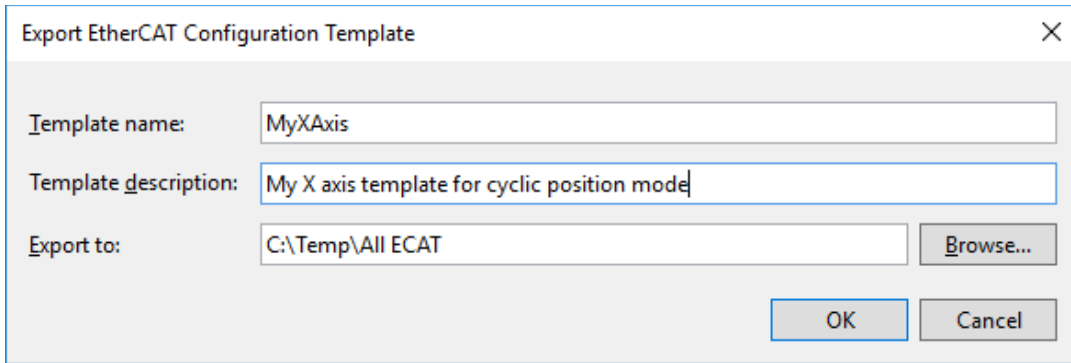 Export EtherCAT Configuration Template
Template name: MyXAxis
Template description: My X axis template for cyclic position mode
Export to: C:\Temp\All ECAT Browse...
OK Cancel